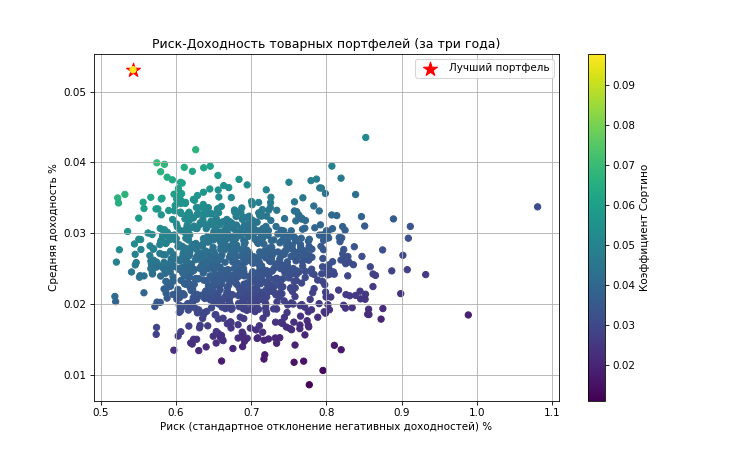 Риск-Доходность товарных портфелей (за три года)
Лучший портфель
Средняя доходность %
0.05
0.04
0.03
0.02
0.01
0.5 0.6 0.7 0.8 0.9 1.0 1.1
Риск (стандартное отклонение негативных доходностей) %
0.09
0.08
0.07
0.06
0.05
0.04
0.03
0.02
Коэффициент Сортино